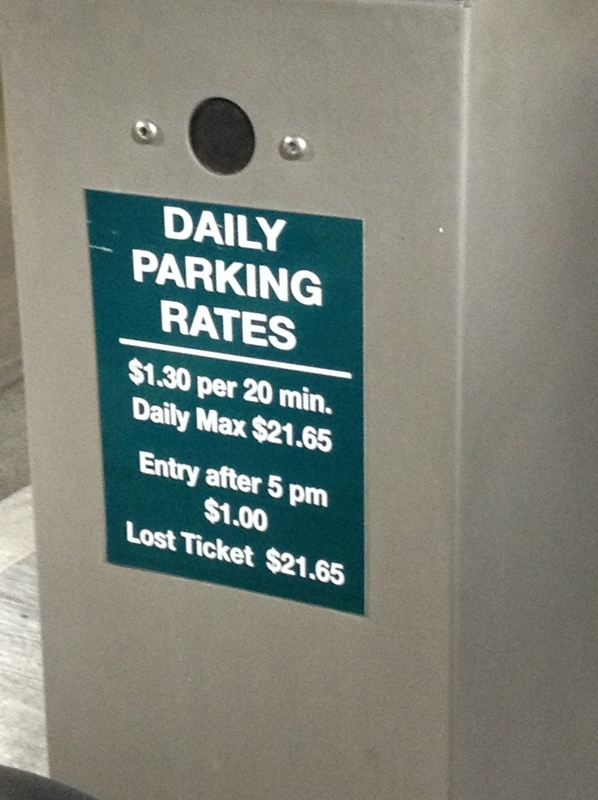 DAILY
PARKING
RATES
$1.30 per 20 min.
Daily Max $21.65
Entry after 5 pm
$1.00
Lost Ticket $21.65